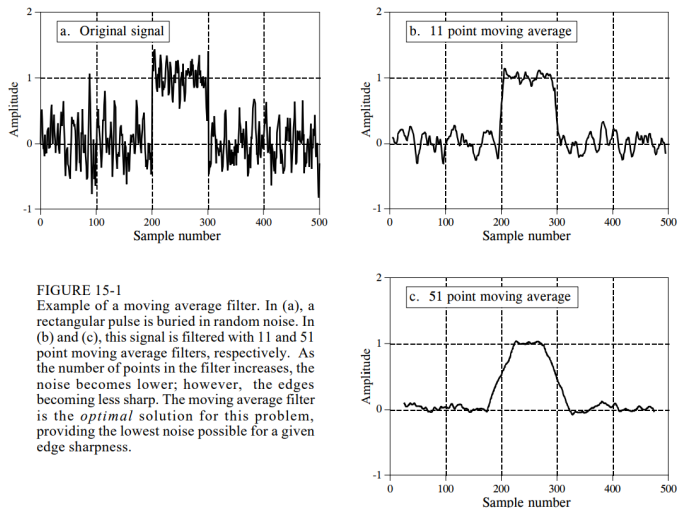 2
a. Original signal
1
0
-1
Amplitude
0
100
200
300
400
500
Sample number
2
b. 11 point moving average
1
0
-1
Amplitude
0
100
200
300
400
500
Sample number
FIGURE 15-1
Example of a moving average filter. In (a), a
rectangular pulse is buried in random noise. In
(b) and (c), this signal is filtered with 11 and 51
point moving average filters, respectively. As
the number of points in the filter increases, the
noise becomes lower; however, the edges
becoming less sharp. The moving average filter
is the optimal solution for this problem,
providing the lowest noise possible for a given
edge sharpness.
2
c. 51 point moving average
1
0
-1
Amplitude
0
100
200
300
400
500
Sample number